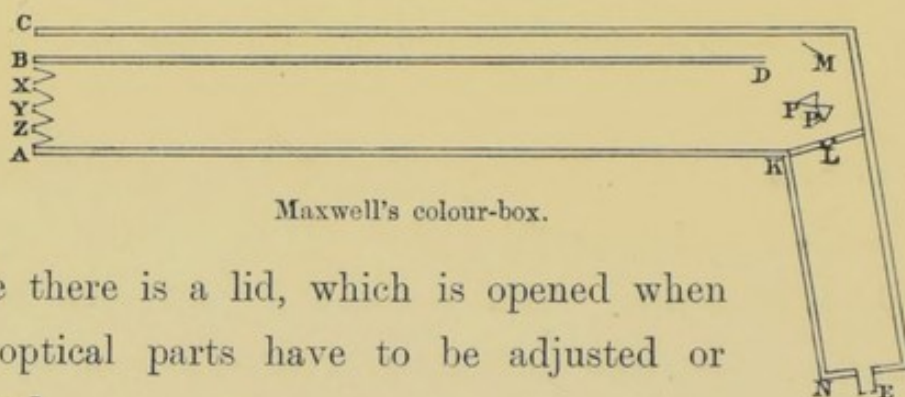 C
B
D
M
X
Y
Z
P P
A
K
L
Maxwell's colour-box.
there is a lid, which is opened when
optical parts have to be adjusted or
N E